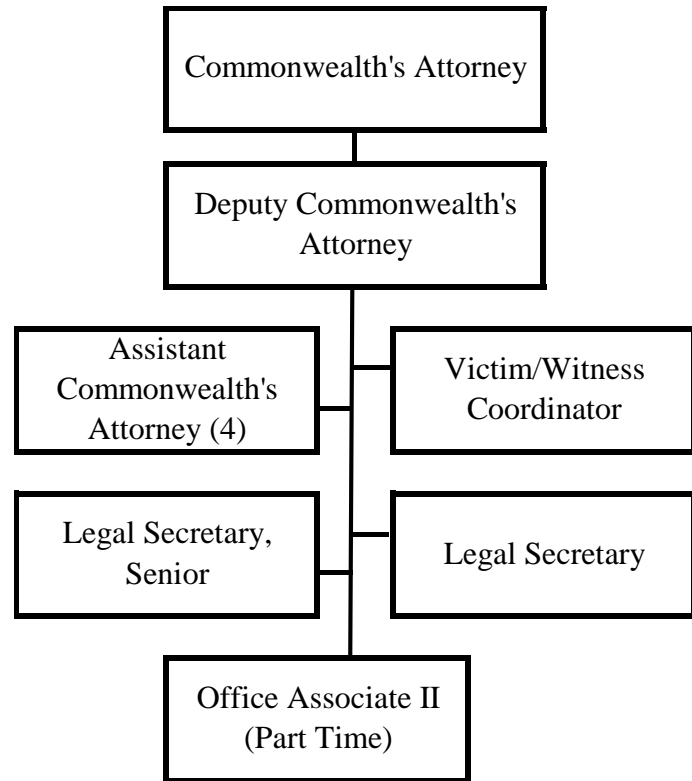 Commonwealth's Attorney
Deputy Commonwealth's
Attorney
Assistant
Commonwealth's
Attorney (4)
Victim/Witness
Coordinator
Legal Secretary,
Senior
Legal Secretary
Office Associate II
(Part Time)